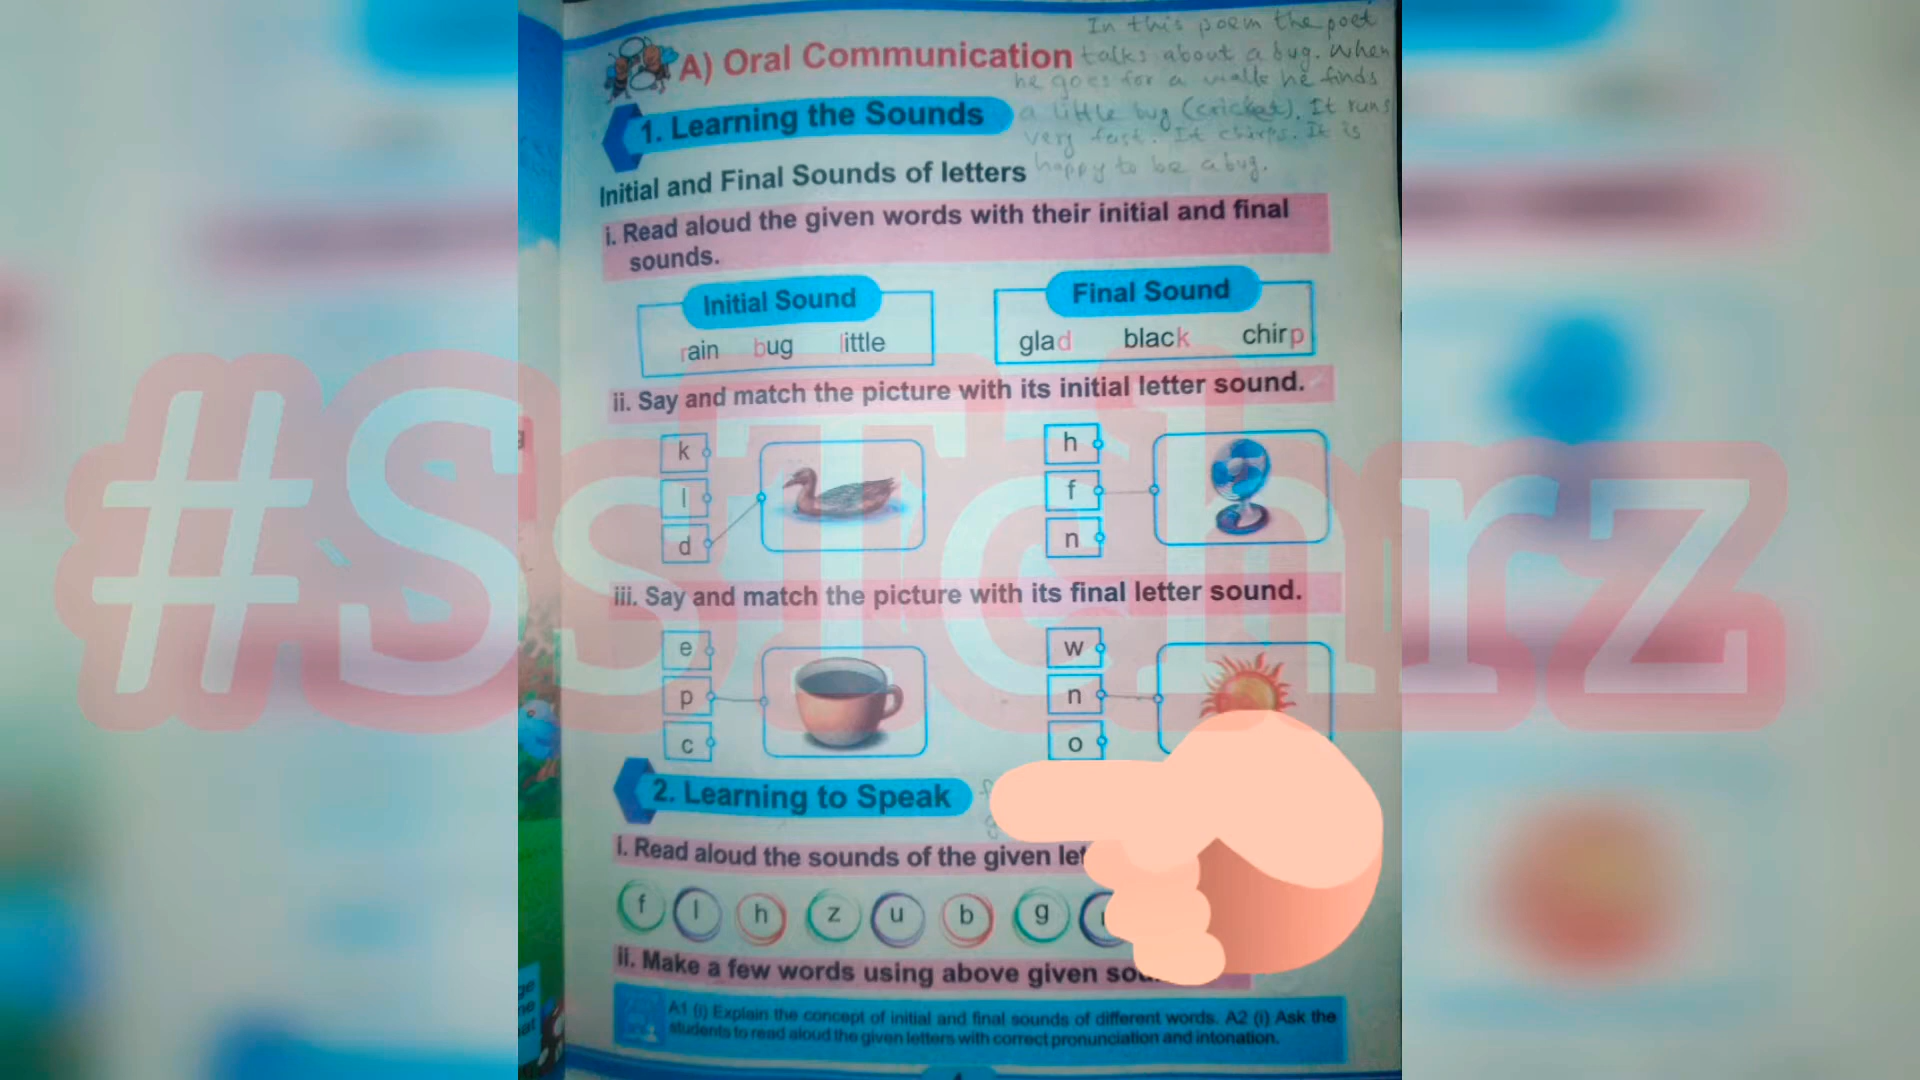 In this poem the poet
A) Oral Communication
talks about a bug. When
he goes for a walk he finds
1. Learning the Sounds
a little bug (cricket). It runs
very fast. It chirps. It is
happy to be a bug.
Initial and Final Sounds of letters
i. Read aloud the given words with their initial and final
sounds.
Initial Sound
rain bug little
Final Sound
glad black chirp
ii. Say and match the picture with its initial letter sound.
k
l
d
h
f
n
iii. Say and match the picture with its final letter sound.
e
p
c
w
n
o
2. Learning to Speak
i. Read aloud the sounds of the given
f l h z u b g
ii. Make a few words using above given
A1 (i) Explain the concept of initial and final sounds of different words. A2 (i) Ask the
students to read aloud the given letters with correct pronunciation and intonation.
#SsTchrz